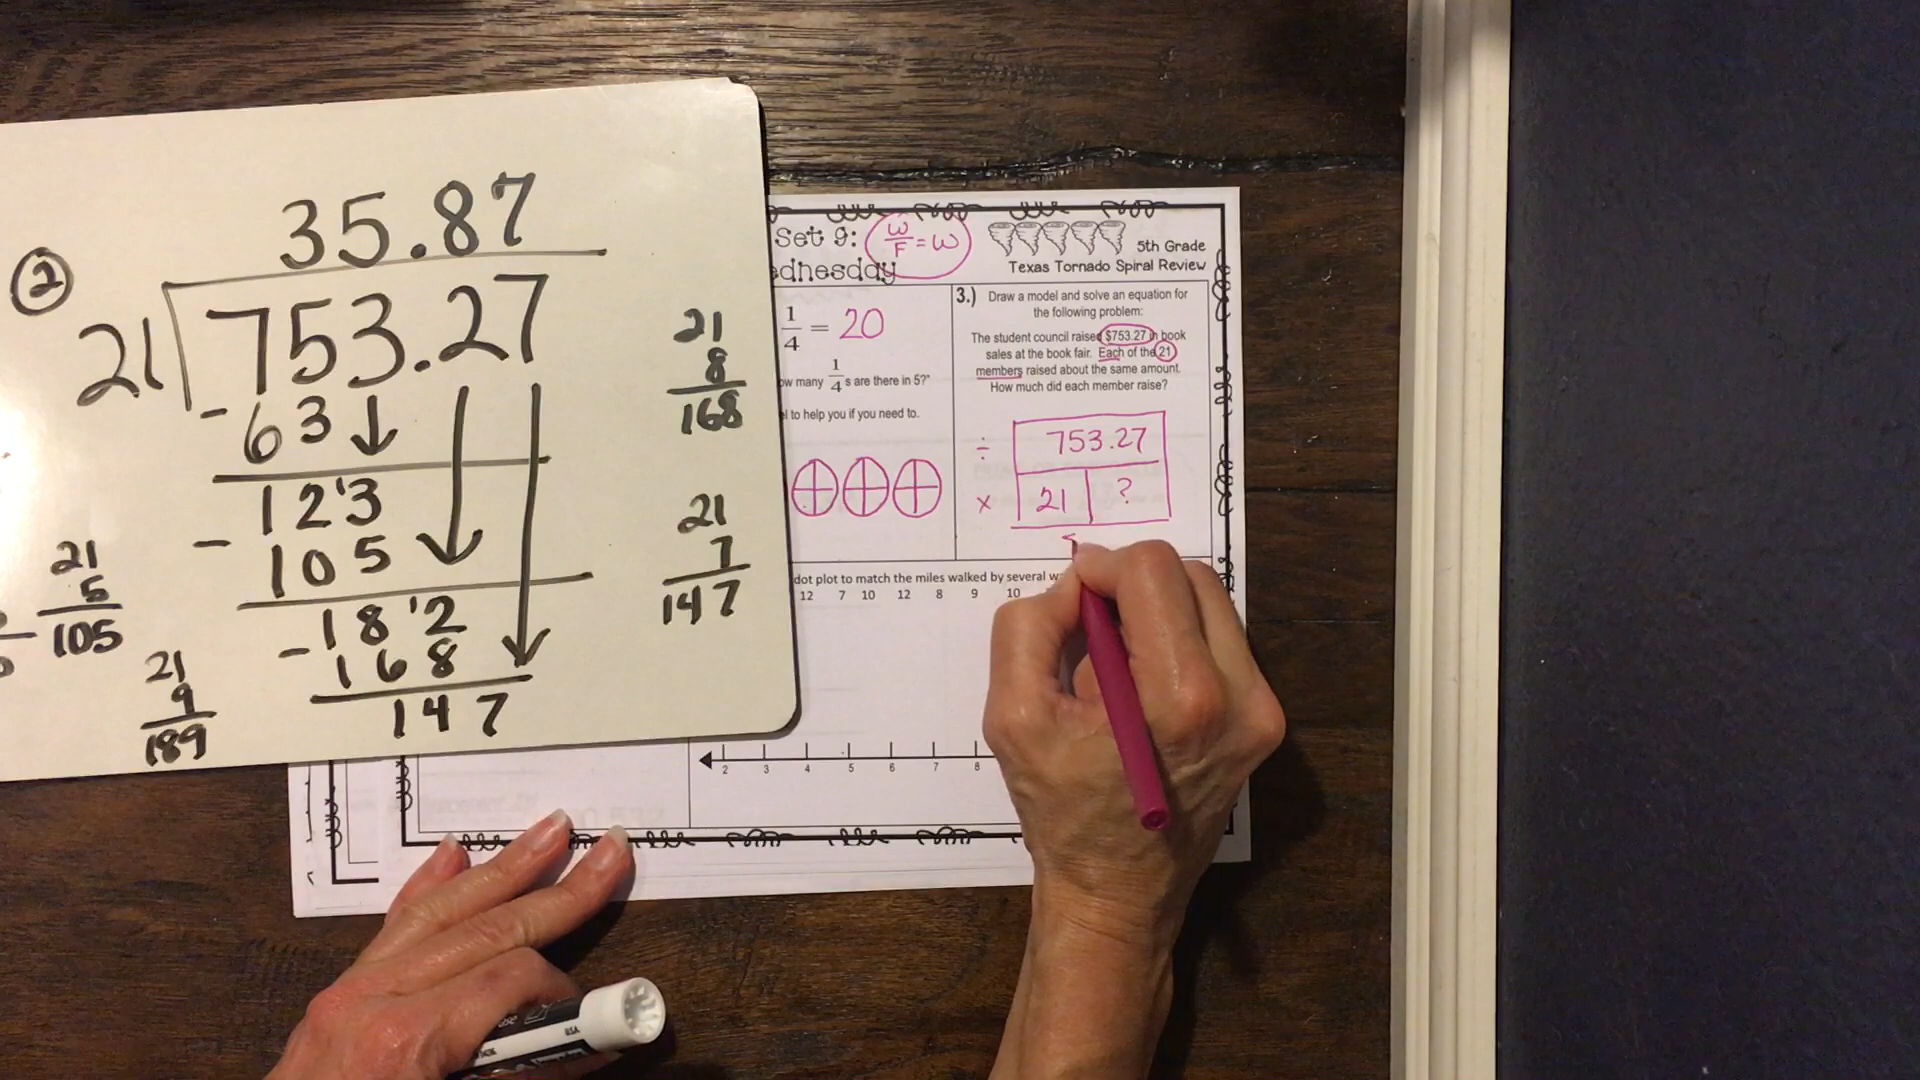 ②
35.87
21 753.27
- 63
123
- 105
182
- 168
147
21
5
105
21
9
189
21
8
168
21
7
147
Set 9:
W/F = W
5th Grade
Texas Tornado Spiral Review
1/4 = 20
1/4 s are there in 5?"
to help you if you need to.
3.) Draw a model and solve an equation for
the following problem:
The student council raised $753.27 in book
sales at the book fair. Each of the 21
members raised about the same amount.
How much did each member raise?
÷ 753.27
x 21 ?
dot plot to match the miles walked by several
12 7 10 12 8 9 10
2 3 4 5 6 7 8
USA